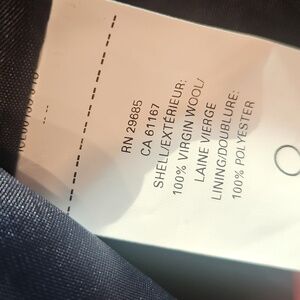 RN 29685
CA 61167
SHELL/EXTÉRIEUR:
100% VIRGIN WOOL/
LAINE VIERGE
LINING/DOUBLURE:
100% POLYESTER